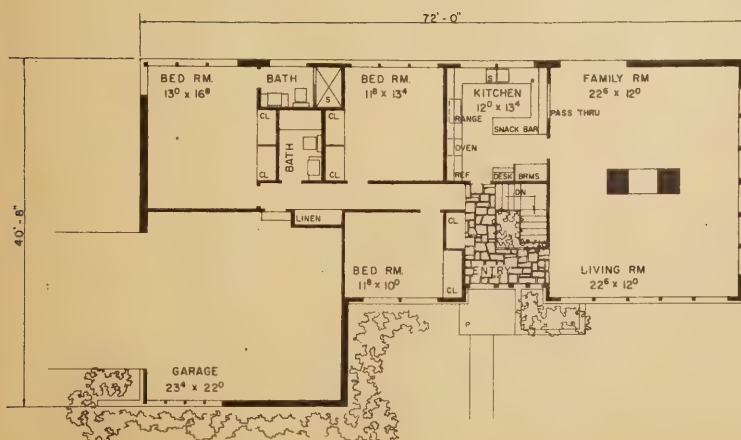 72'-0"
BED RM.
13⁰ x 16⁸
BATH
S
BED RM.
11⁸ x 13⁴
S
KITCHEN
12⁰ x 13⁴
RANGE
SNACK BAR
OVEN
REF
DESK
BRMS
PASS THRU
FAMILY RM
22⁶ x 12⁰
CL
CL
BATH
CL
CL
DN
40'-8"
LINEN
CL
CL
BED RM.
11⁸ x 10⁰
ENTRY
LIVING RM
22⁶ x 12⁰
P
GARAGE
23⁴ x 22⁰